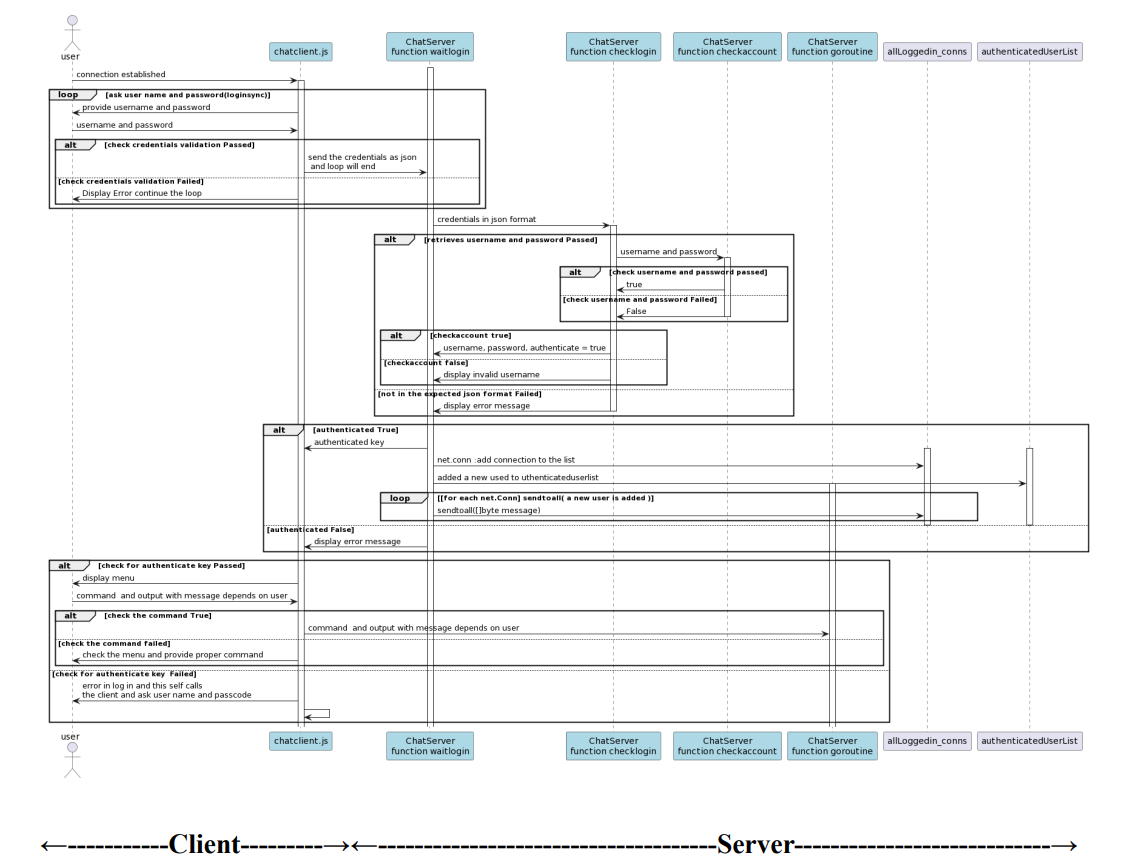 user
chatclient.js
ChatServer
function waitlogin
ChatServer
function checklogin
ChatServer
function checkaccount
ChatServer
function goroutine
allLoggedin_conns
authenticatedUserList
connection established
loop [ask user name and password(loginsync)]
provide username and password
username and password
alt [check credentials validation Passed]
send the credentials as json
and loop will end
[check credentials validation Failed]
Display Error continue the loop
credentials in json format
alt [retrieves username and password Passed]
username and password
alt [check username and password passed]
true
[check username and password Failed]
False
alt [checkaccount true]
username, password, authenticate = true
[checkaccount false]
display invalid username
[not in the expected json format Failed]
display error message
alt [authenticated True]
authenticated key
net.conn :add connection to the list
added a new used to uthenticateduserlist
loop [[for each net.Conn] sendtoall( a new user is added )]
sendtoall([]byte message)
[authenticated False]
display error message
alt [check for authenticate key Passed]
display menu
command  and output with message depends on user
alt [check the command True]
command  and output with message depends on user
[check the command failed]
check the menu and provide proper command
[check for authenticate key  Failed]
error in log in and this self calls
the client and ask user name and passcode
user
chatclient.js
ChatServer
function waitlogin
ChatServer
function checklogin
ChatServer
function checkaccount
ChatServer
function goroutine
allLoggedin_conns
authenticatedUserList
←-----------Client---------→←-------------------------------------Server----------------------------→